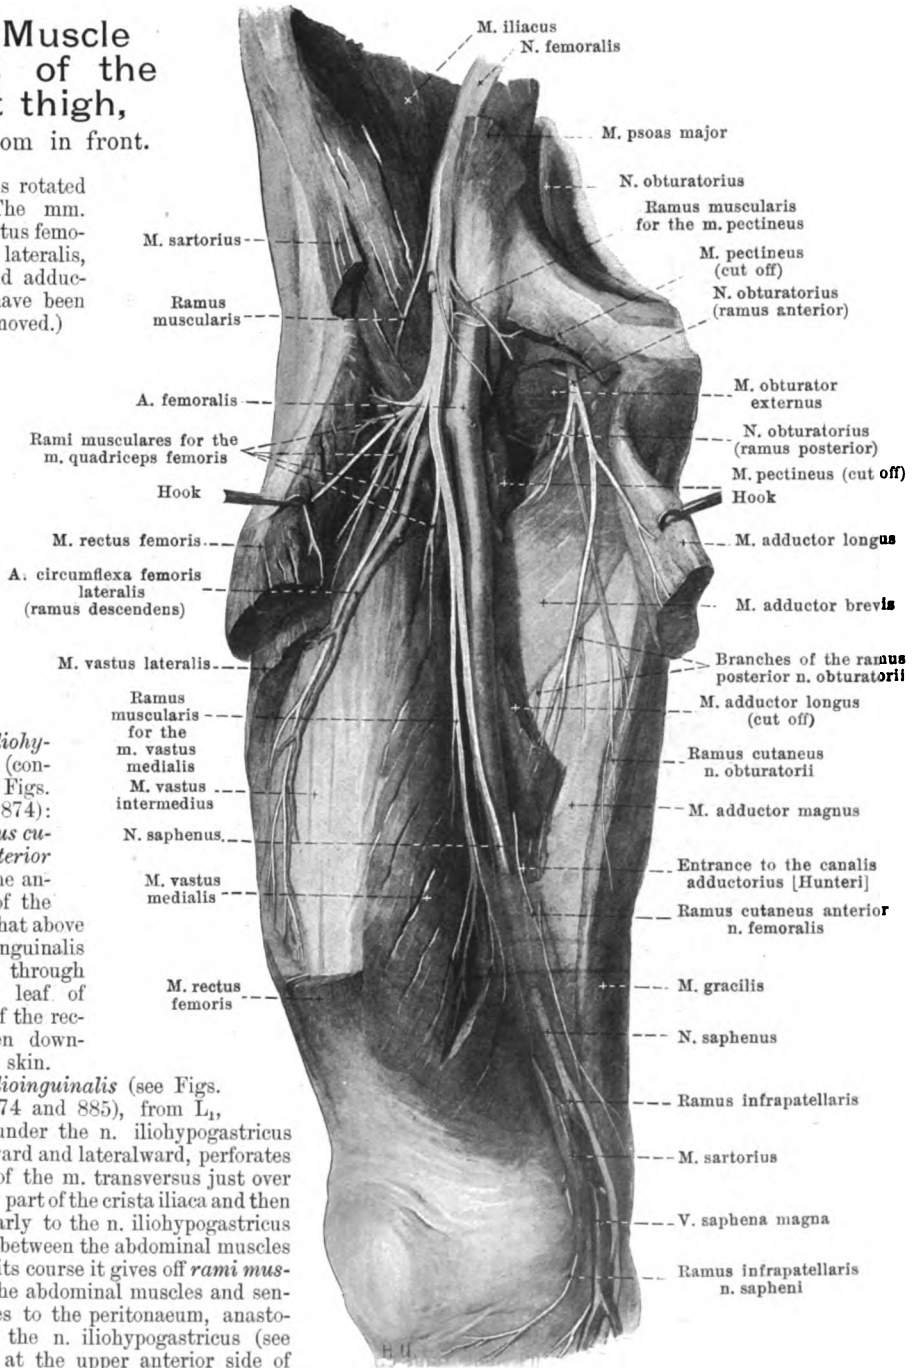 Muscle
of the
thigh,
om in front.
s rotated
The mm.
tus femo-
lateralis,
d adduc-
have been
moved.)
M. iliacus
N. femoralis
M. psoas major
N. obturatorius
Ramus muscularis
for the m. pectineus
M. pectineus
(cut off)
N. obturatorius
(ramus anterior)
M. obturator
externus
N. obturatorius
(ramus posterior)
M. pectineus (cut off)
Hook
M. adductor longus
M. adductor brevis
Branches of the ramus
posterior n. obturatorii
M. adductor longus
(cut off)
Ramus cutaneus
n. obturatorii
M. adductor magnus
Entrance to the canalis
adductorius [Hunteri]
Ramus cutaneus anterior
n. femoralis
M. gracilis
N. saphenus
Ramus infrapatellaris
M. sartorius
V. saphena magna
Ramus infrapatellaris
n. sapheni
M. sartorius
Ramus
muscularis
A. femoralis
Rami musculares for the
m. quadriceps femoris
Hook
M. rectus femoris
A. circumflexa femoris
lateralis
(ramus descendens)
M. vastus lateralis
Ramus
muscularis
for the
m. vastus
medialis
M. vastus
intermedius
N. saphenus
M. vastus
medialis
M. rectus
femoris
liohy-
(con-
Figs.
874):
us cu-
terior
he an-
of the
hat above
nguinalis
through
leaf of
f the rec-
en down-
skin.
lioinguinalis (see Figs.
74 and 885), from L1,
under the n. iliohypogastricus
ard and lateralward, perforates
of the m. transversus just over
part of the crista iliaca and then
arly to the n. iliohypogastricus
between the abdominal muscles
its course it gives off rami mus-
he abdominal muscles and sen-
es to the peritonaeum, anasto-
the n. iliohypogastricus (see
at the upper anterior side of